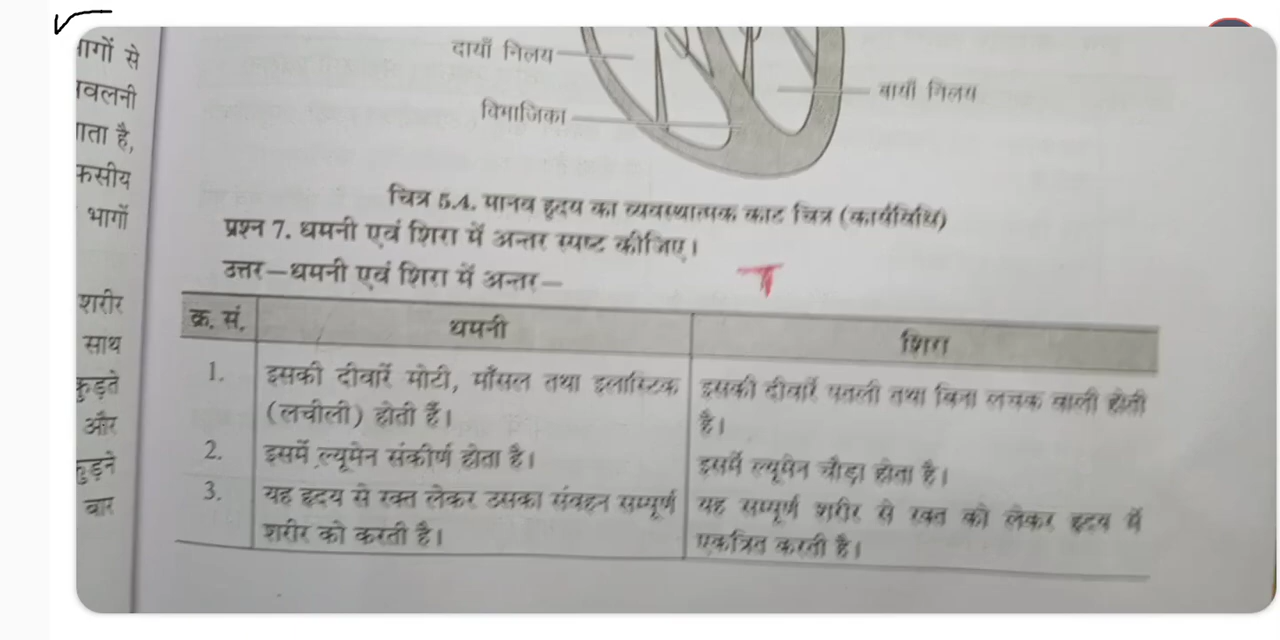 दायाँ निलय
बायाँ निलय
विभाजिका
चित्र 5.4. मानव हृदय का व्यवस्थात्मक काट चित्र (कार्यविधि)
प्रश्न 7. धमनी एवं शिरा में अन्तर स्पष्ट कीजिए।
उत्तर—धमनी एवं शिरा में अन्तर—
क्र. सं. धमनी शिरा
1. इसकी दीवारें मोटी, माँसल तथा इलास्टिक इसकी दीवारें पतली तथा बिना लचक वाली होती
(लचीली) होती हैं। है।
2. इसमें ल्यूमेन संकीर्ण होता है। इसमें ल्यूमेन चौड़ा होता है।
3. यह हृदय से रक्त लेकर उसका संवहन सम्पूर्ण यह सम्पूर्ण शरीर से रक्त को लेकर हृदय में
शरीर को करती है। एकत्रित करती है।
से
है,
भागों
शरीर
साथ
और
बार